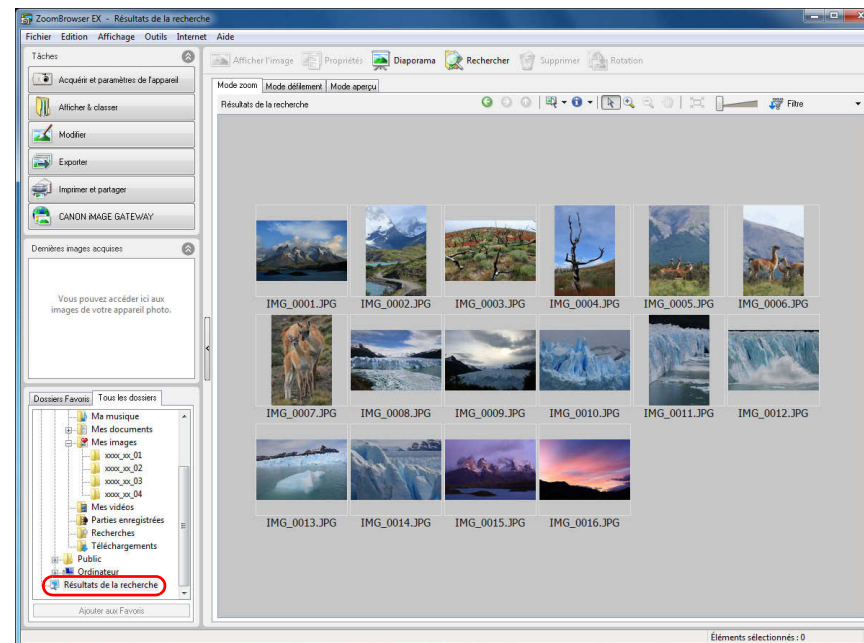 ZoomBrowser EX - Résultats de la recherche
Fichier Edition Affichage Outils Internet Aide
Tâches
Acquérir et paramètres de l'appareil
Afficher & classer
Modifier
Exporter
Imprimer et partager
CANON iMAGE GATEWAY
Dernières images acquises
Vous pouvez accéder ici aux
images de votre appareil photo.
Dossiers Favoris Tous les dossiers
Ma musique
Mes documents
Mes images
xxxx_xx_01
xxxx_xx_02
xxxx_xx_03
xxxx_xx_04
Mes vidéos
Parties enregistrées
Recherches
Téléchargements
Public
Ordinateur
Résultats de la recherche
Ajouter aux Favoris
Afficher l'image Propriétés Diaporama Rechercher Supprimer Rotation
Mode zoom Mode défilement Mode aperçu
Résultats de la recherche Filtre
IMG_0001.JPG IMG_0002.JPG IMG_0003.JPG IMG_0004.JPG IMG_0005.JPG IMG_0006.JPG
IMG_0007.JPG IMG_0008.JPG IMG_0009.JPG IMG_0010.JPG IMG_0011.JPG IMG_0012.JPG
IMG_0013.JPG IMG_0014.JPG IMG_0015.JPG IMG_0016.JPG
Éléments sélectionnés : 0